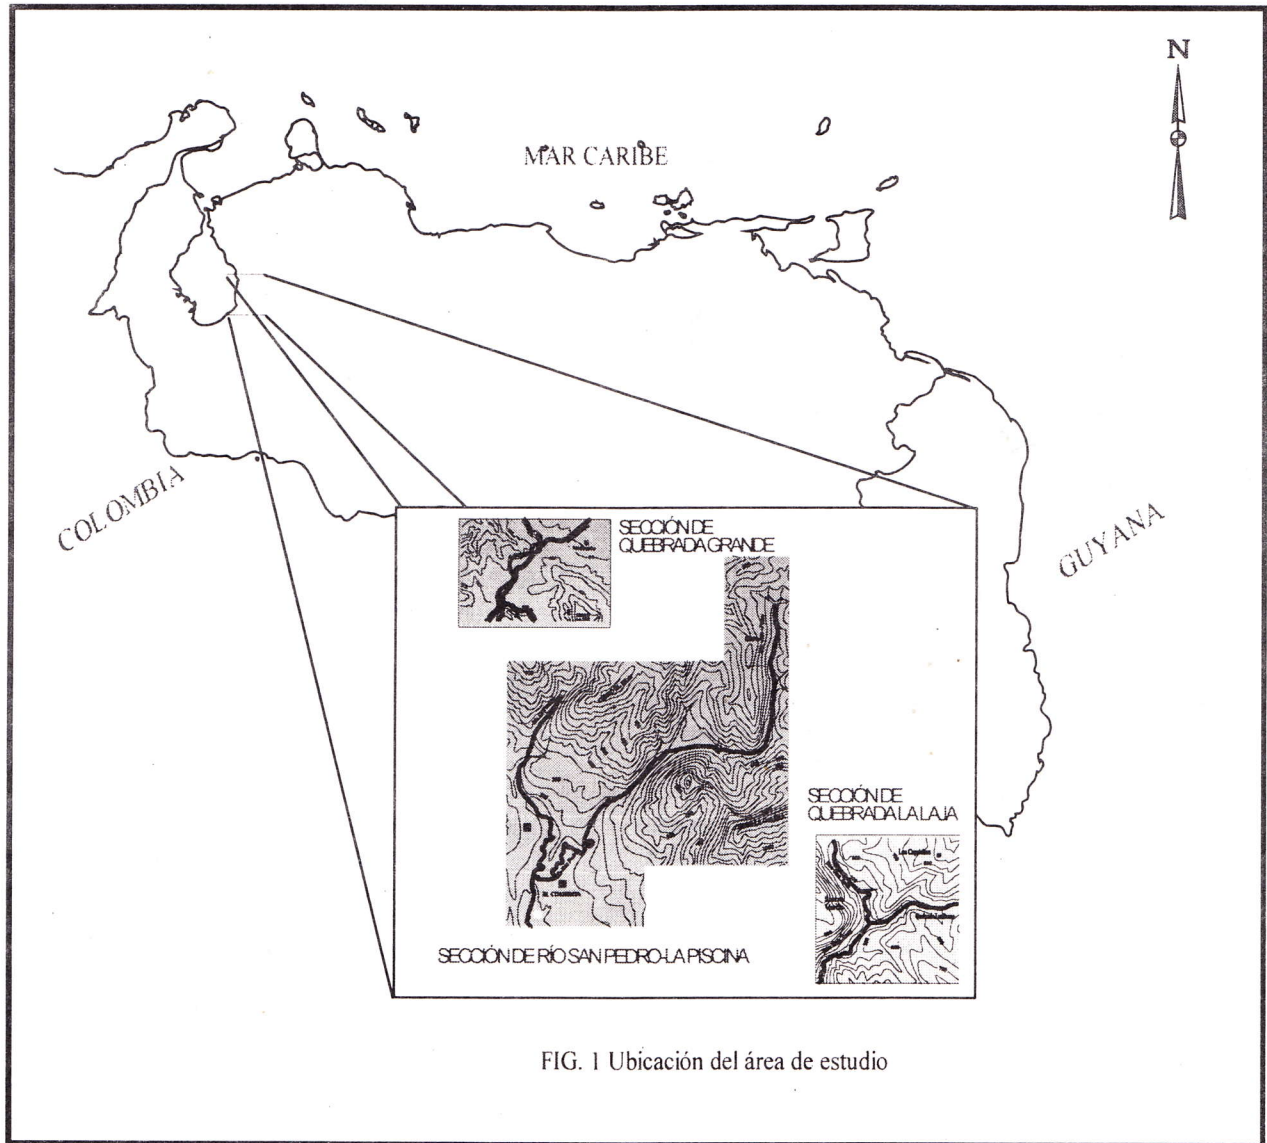 N
MAR CARIBE
COLOMBIA
GUYANA
SECCIÓN DE
QUEBRADA GRANDE
SECCIÓN DE
QUEBRADA LA LAJA
SECCIÓN DE RÍO SAN PEDRO-LA PISCINA
FIG. 1 Ubicación del área de estudio